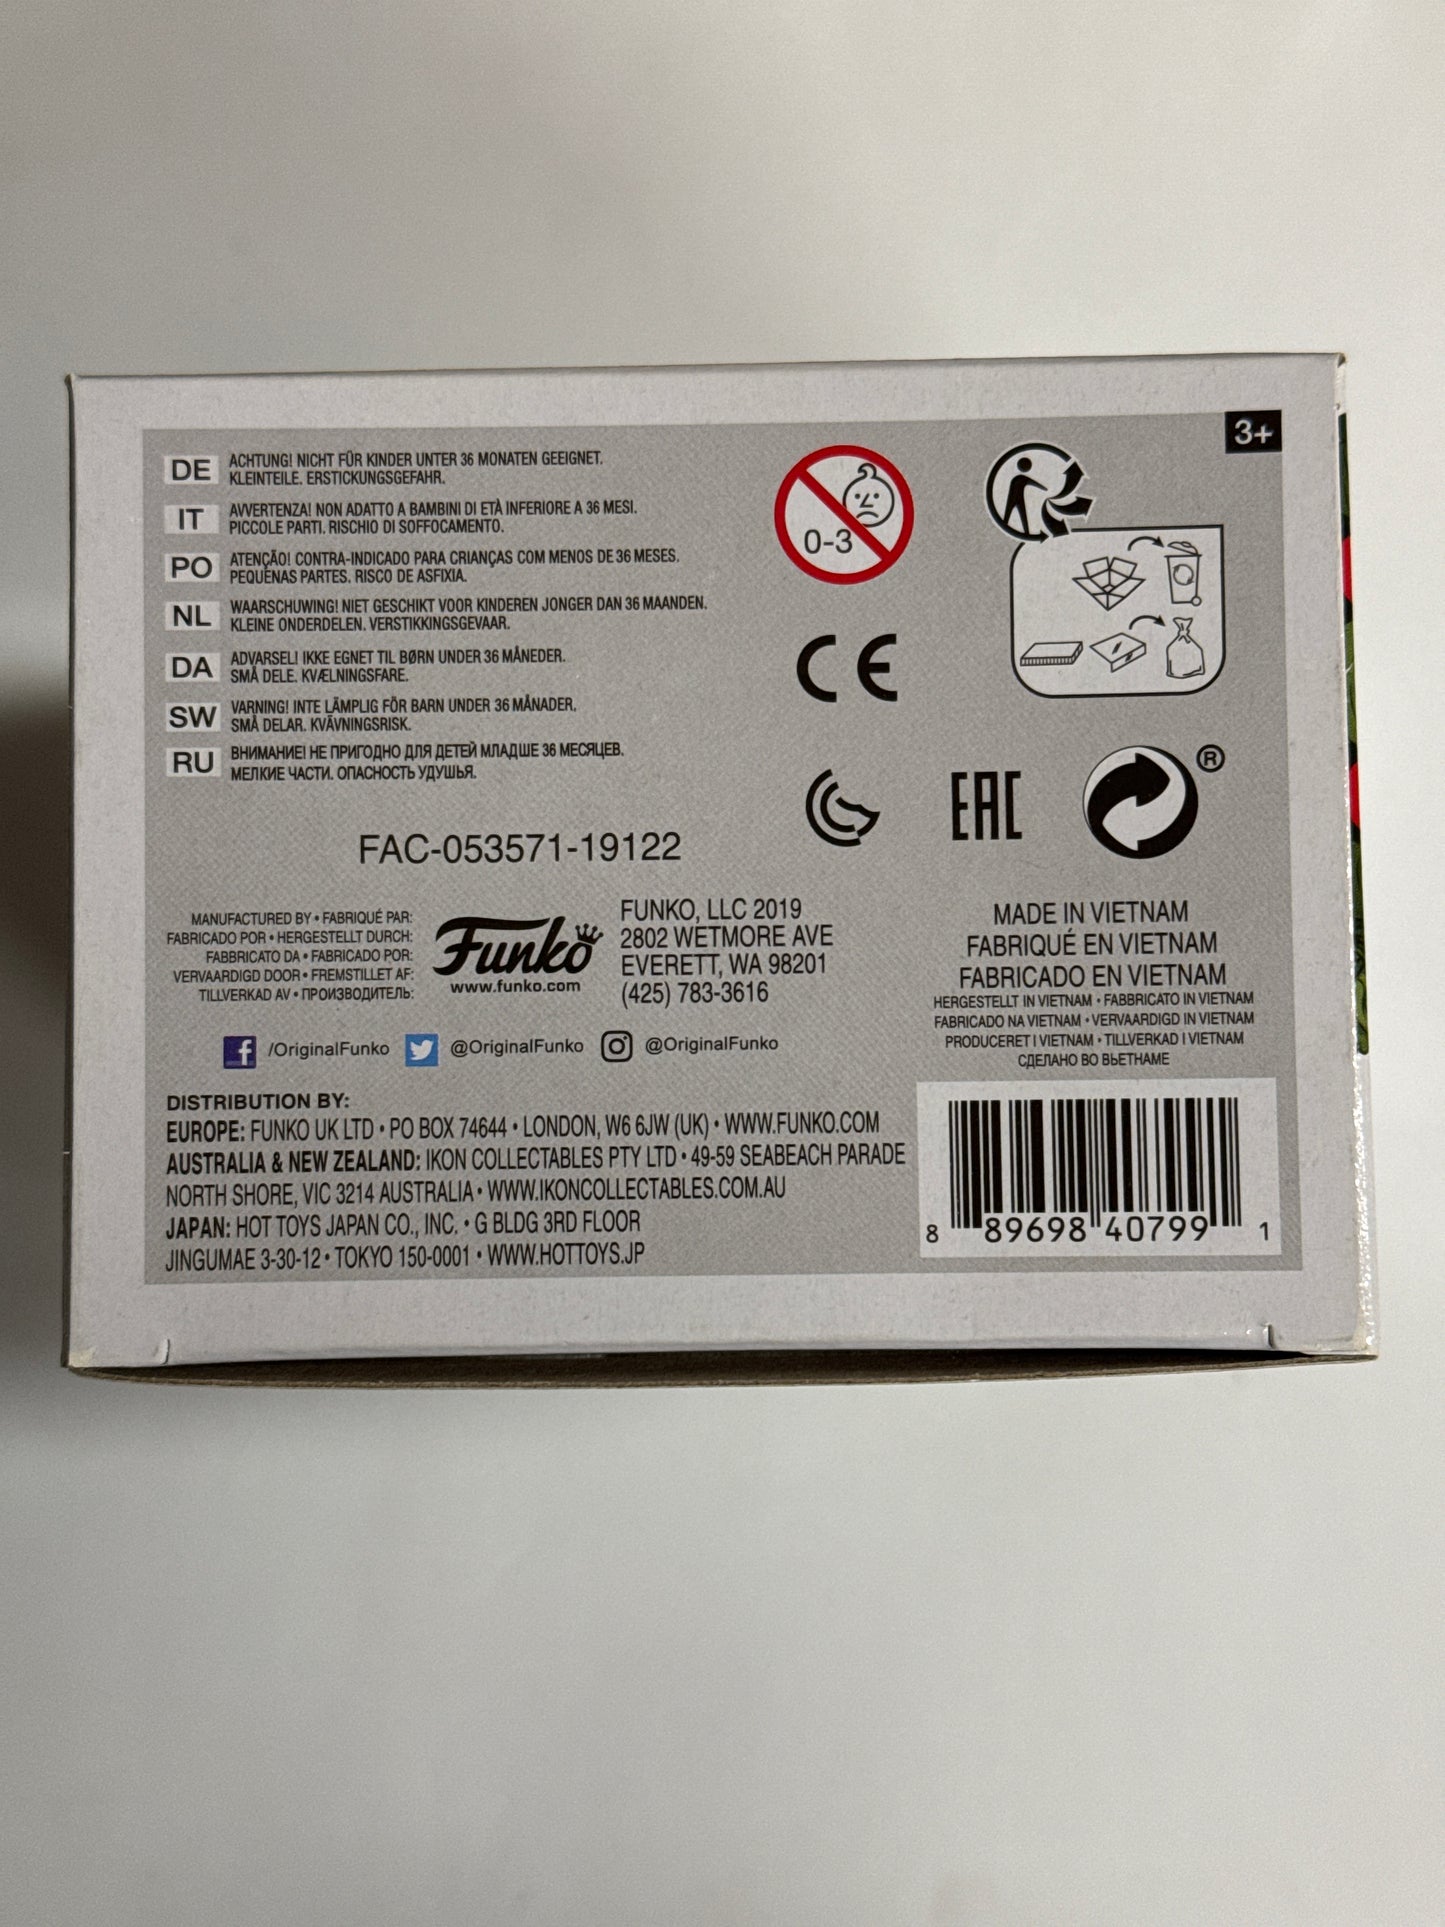 3+
DE ACHTUNG! NICHT FÜR KINDER UNTER 36 MONATEN GEEIGNET.
KLEINTEILE. ERSTICKUNGSGEFAHR.
IT AVVERTENZA! NON ADATTO A BAMBINI DI ETÀ INFERIORE A 36 MESI.
PICCOLE PARTI. RISCHIO DI SOFFOCAMENTO.
PO ATENÇÃO! CONTRA-INDICADO PARA CRIANÇAS COM MENOS DE 36 MESES.
PEQUENAS PARTES. RISCO DE ASFIXIA.
NL WAARSCHUWING! NIET GESCHIKT VOOR KINDEREN JONGER DAN 36 MAANDEN.
KLEINE ONDERDELEN. VERSTIKKINGSGEVAAR.
DA ADVARSEL! IKKE EGNET TIL BØRN UNDER 36 MÅNEDER.
SMÅ DELE. KVÆLNINGSFARE.
SW VARNING! INTE LÄMPLIG FÖR BARN UNDER 36 MÅNADER.
SMÅ DELAR. KVÄVNINGSRISK.
RU ВНИМАНИЕ! НЕ ПРИГОДНО ДЛЯ ДЕТЕЙ МЛАДШЕ 36 МЕСЯЦЕВ.
МЕЛКИЕ ЧАСТИ. ОПАСНОСТЬ УДУШЬЯ.
0-3
CE
EAC
®
FAC-053571-19122
MANUFACTURED BY • FABRIQUÉ PAR:
FABRICADO POR • HERGESTELLT DURCH:
FABBRICATO DA • FABRICADO POR:
VERVAARDIGD DOOR • FREMSTILLET AF:
TILLVERKAD AV • ПРОИЗВОДИТЕЛЬ:
Funko
www.funko.com
FUNKO, LLC 2019
2802 WETMORE AVE
EVERETT, WA 98201
(425) 783-3616
MADE IN VIETNAM
FABRIQUÉ EN VIETNAM
FABRICADO EN VIETNAM
HERGESTELLT IN VIETNAM • FABBRICATO IN VIETNAM
FABRICADO NA VIETNAM • VERVAARDIGD IN VIETNAM
PRODUCERET I VIETNAM • TILLVERKAD I VIETNAM
СДЕЛАНО ВО ВЬЕТНАМЕ
/OriginalFunko @OriginalFunko @OriginalFunko
DISTRIBUTION BY:
EUROPE: FUNKO UK LTD • PO BOX 74644 • LONDON, W6 6JW (UK) • WWW.FUNKO.COM
AUSTRALIA & NEW ZEALAND: IKON COLLECTABLES PTY LTD • 49-59 SEABEACH PARADE
NORTH SHORE, VIC 3214 AUSTRALIA • WWW.IKONCOLLECTABLES.COM.AU
JAPAN: HOT TOYS JAPAN CO., INC. • G BLDG 3RD FLOOR
JINGUMAE 3-30-12 • TOKYO 150-0001 • WWW.HOTTOYS.JP
8 89698 40799 1